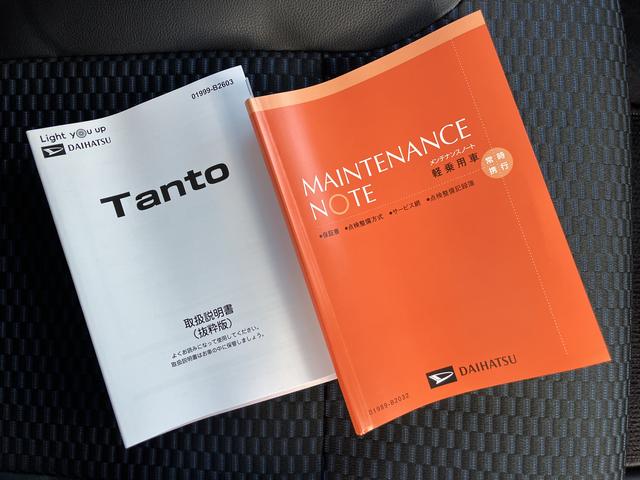 01999-B2603
Light you up
DAIHATSU
Tanto
取扱説明書
(抜粋版)
よくお読みになって使用してください。
取扱説明書はお車の中に保管しましょう。
MAINTENANCE
NOTE
メンテナンスノート
軽乗用車
常時
携行
●保証書 ●点検整備方式 ●サービス網 ●点検整備記録簿
DAIHATSU
01989-B2032